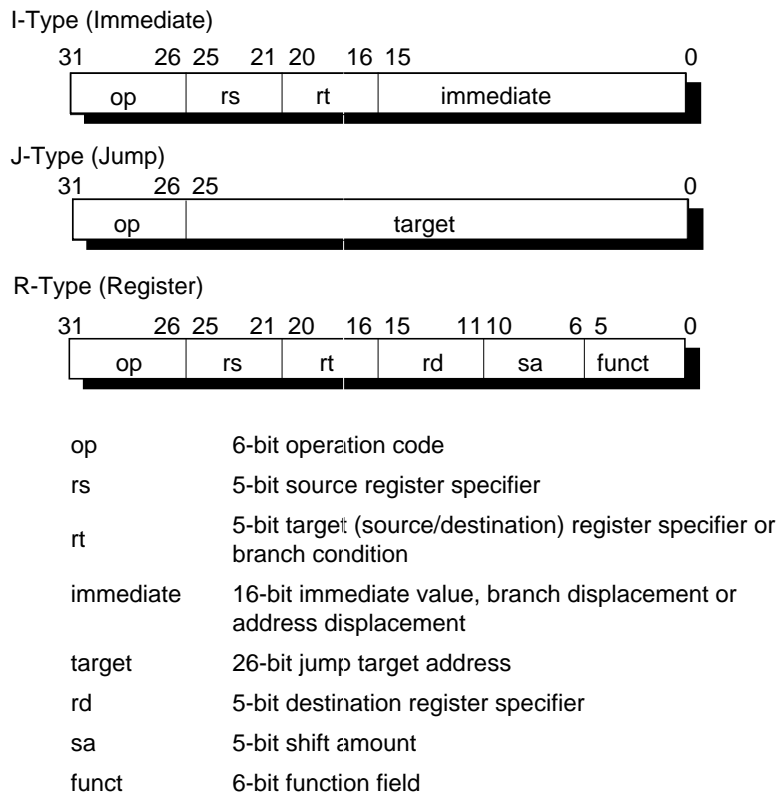 I-Type (Immediate)
31 26 25 21 20 16 15 0
op rs rt immediate
J-Type (Jump)
31 26 25 0
op target
R-Type (Register)
31 26 25 21 20 16 15 11 10 6 5 0
op rs rt rd sa funct
op 6-bit operation code
rs 5-bit source register specifier
rt 5-bit target (source/destination) register specifier or
branch condition
immediate 16-bit immediate value, branch displacement or
address displacement
target 26-bit jump target address
rd 5-bit destination register specifier
sa 5-bit shift amount
funct 6-bit function field